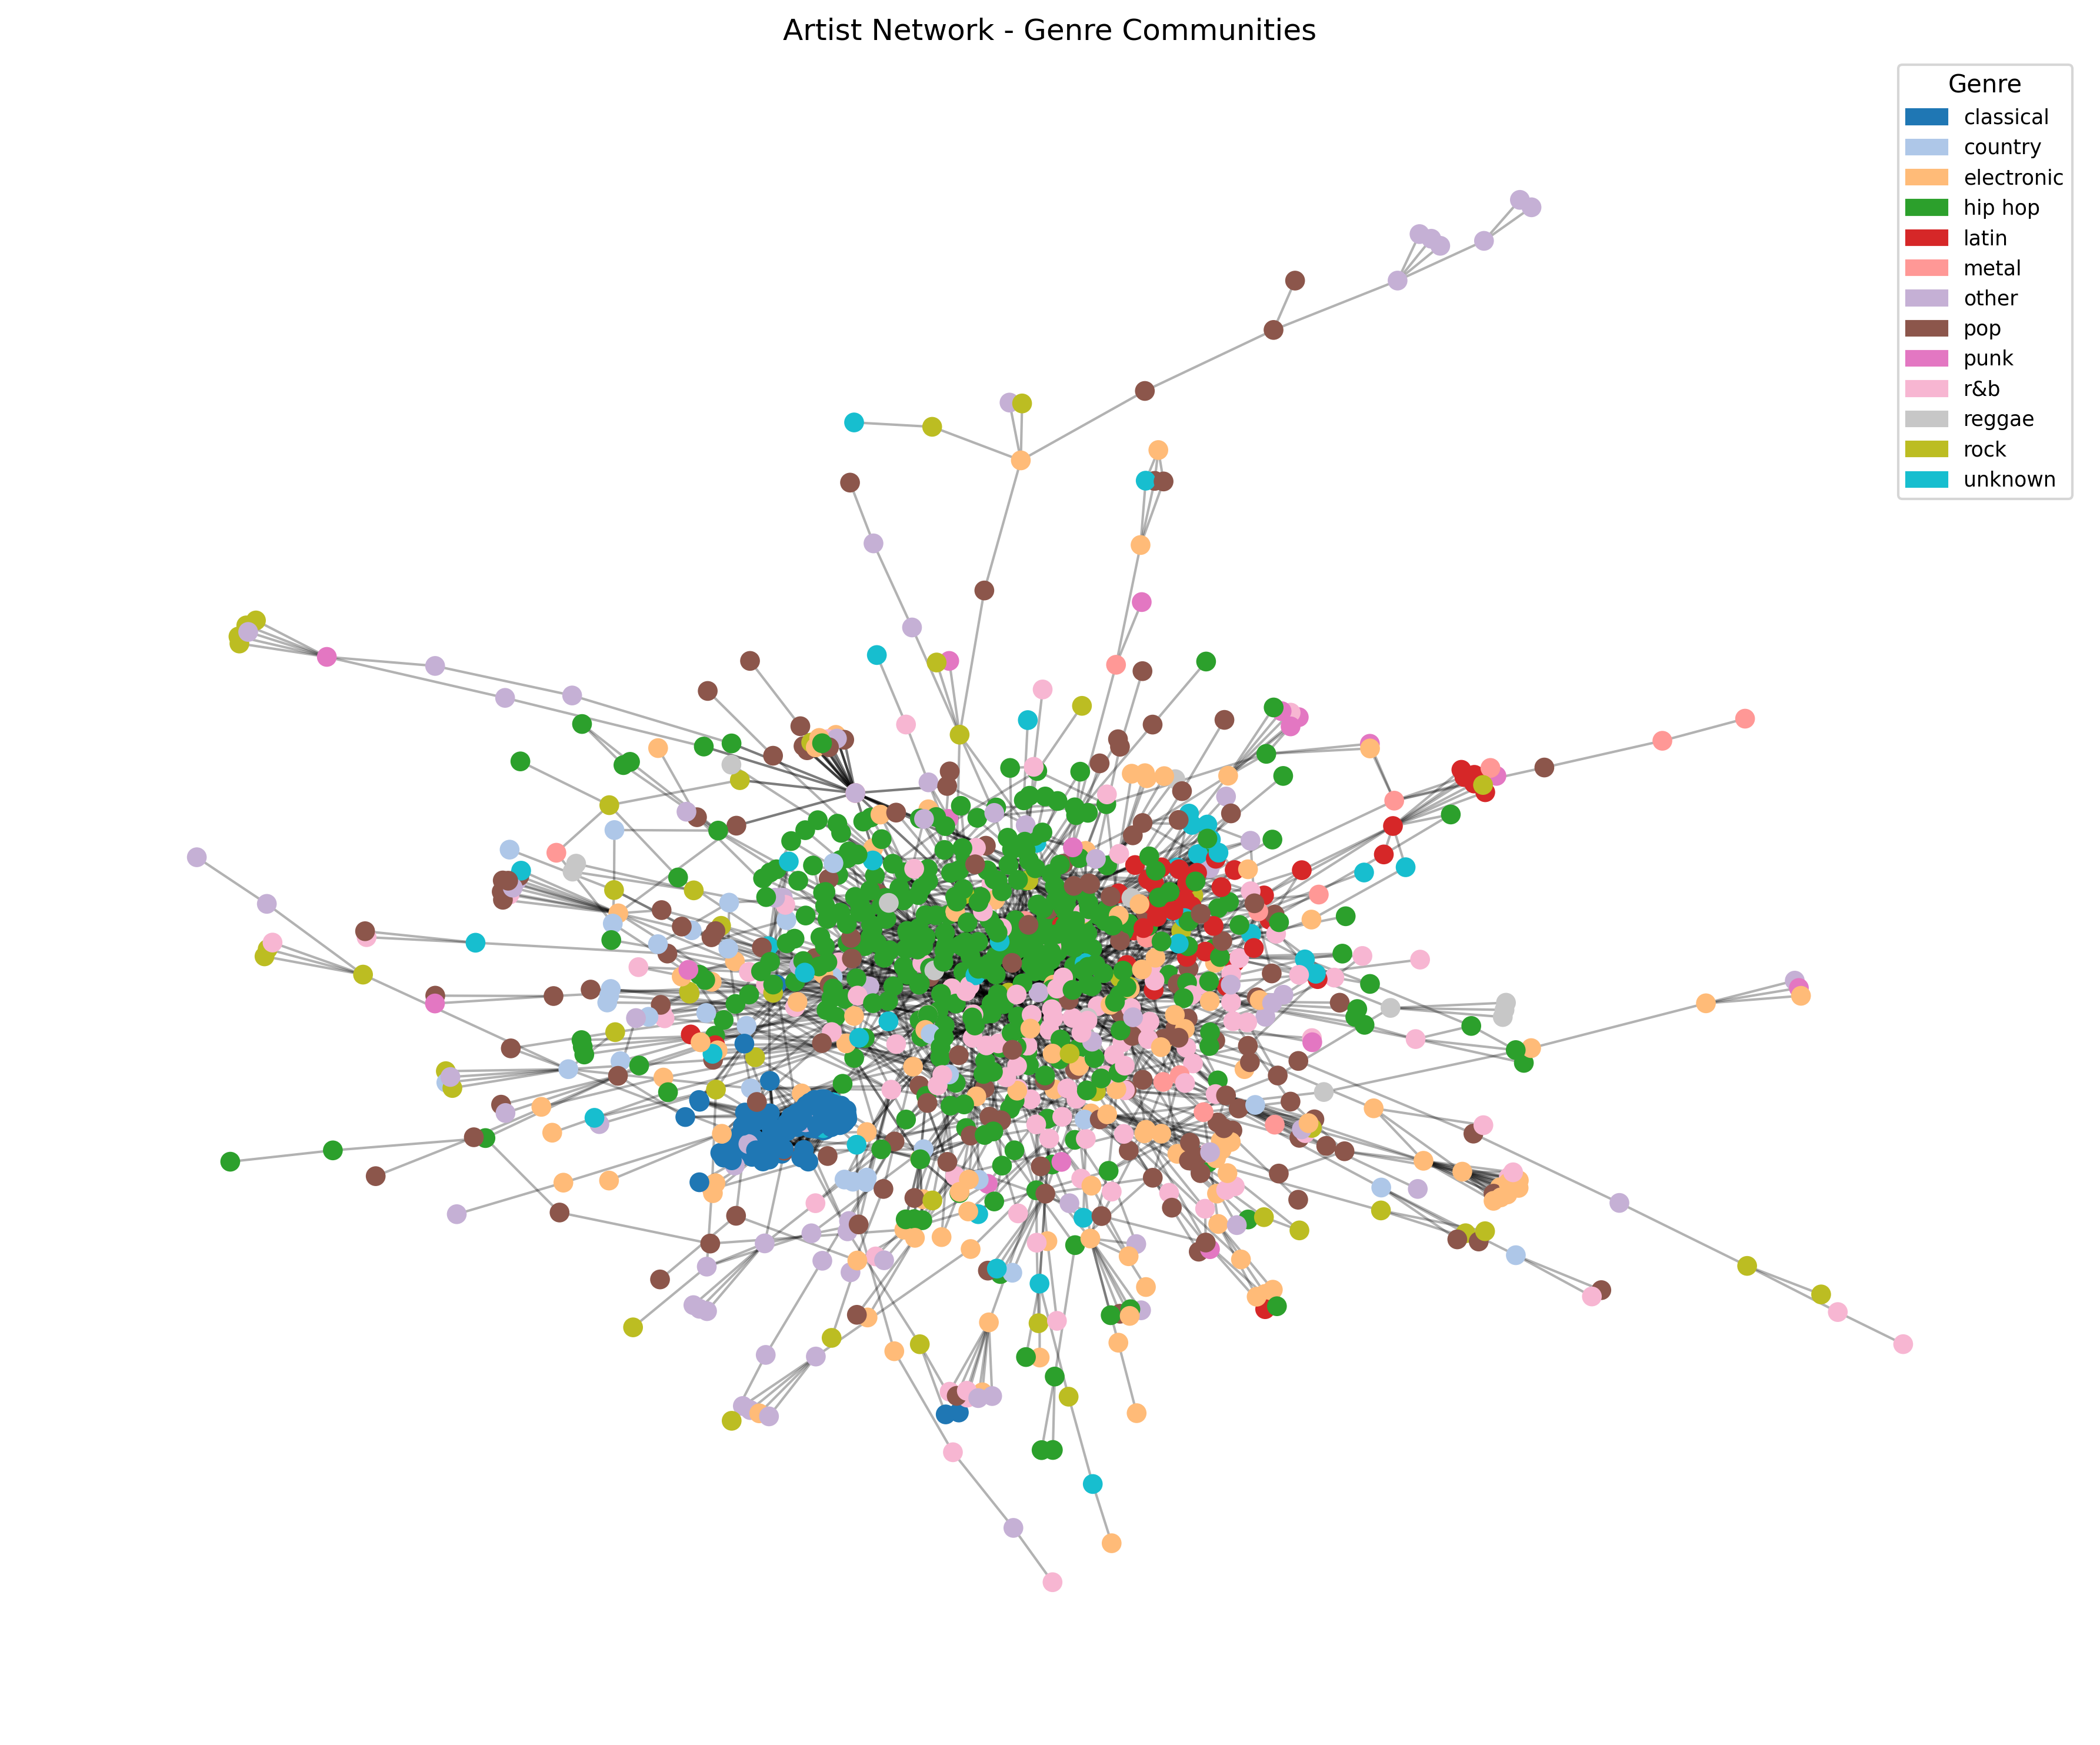 Artist Network - Genre Communities
Genre
classical
country
electronic
hip hop
latin
metal
other
pop
punk
r&b
reggae
rock
unknown